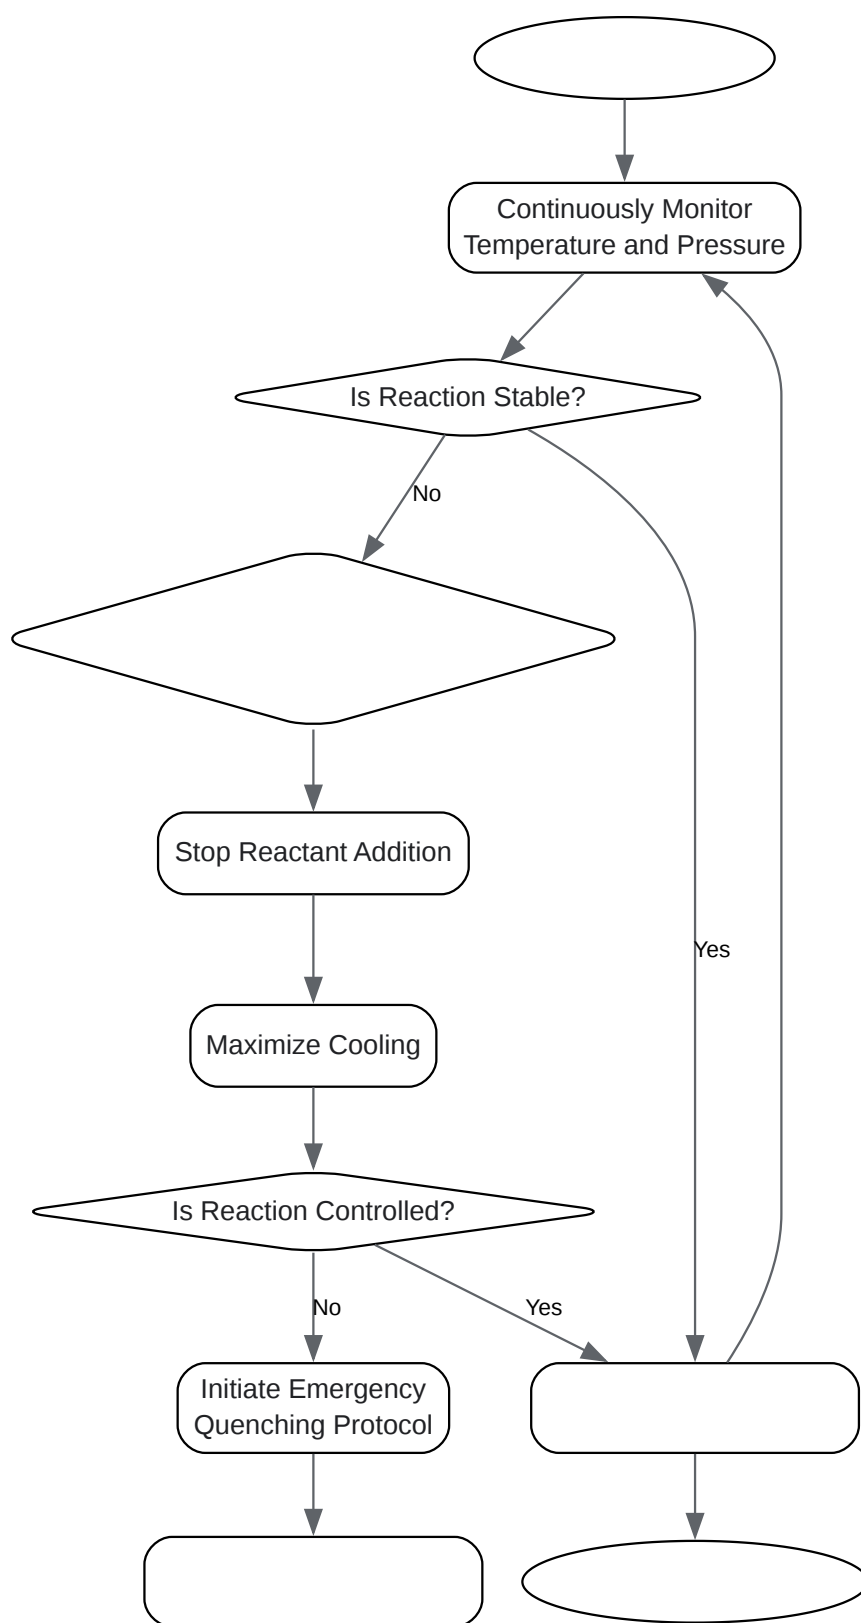 Continuously Monitor
Temperature and Pressure
Is Reaction Stable?
No
Stop Reactant Addition
Yes
Maximize Cooling
Is Reaction Controlled?
No
Yes
Initiate Emergency
Quenching Protocol